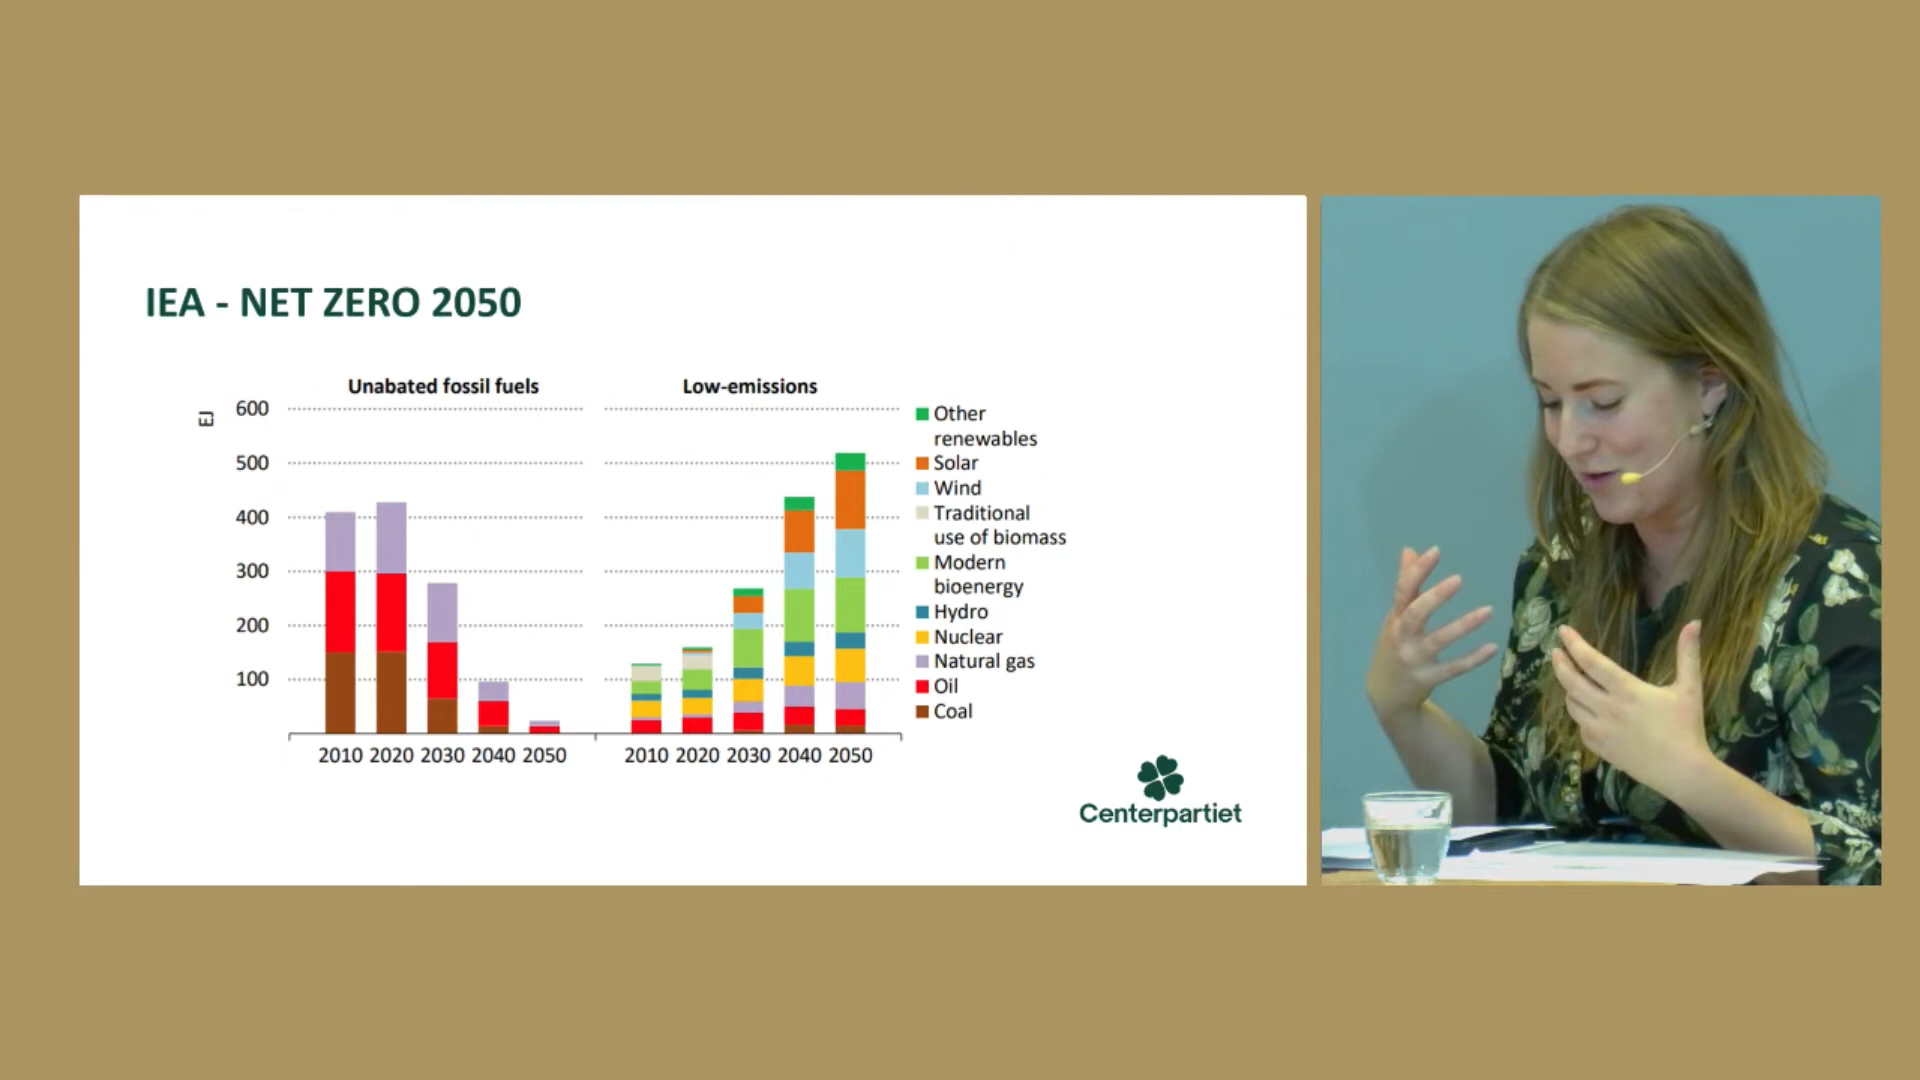 IEA - NET ZERO 2050
Unabated fossil fuels
Low-emissions
EJ
600
500
400
300
200
100
2010 2020 2030 2040 2050
2010 2020 2030 2040 2050
Other
renewables
Solar
Wind
Traditional
use of biomass
Modern
bioenergy
Hydro
Nuclear
Natural gas
Oil
Coal
Centerpartiet